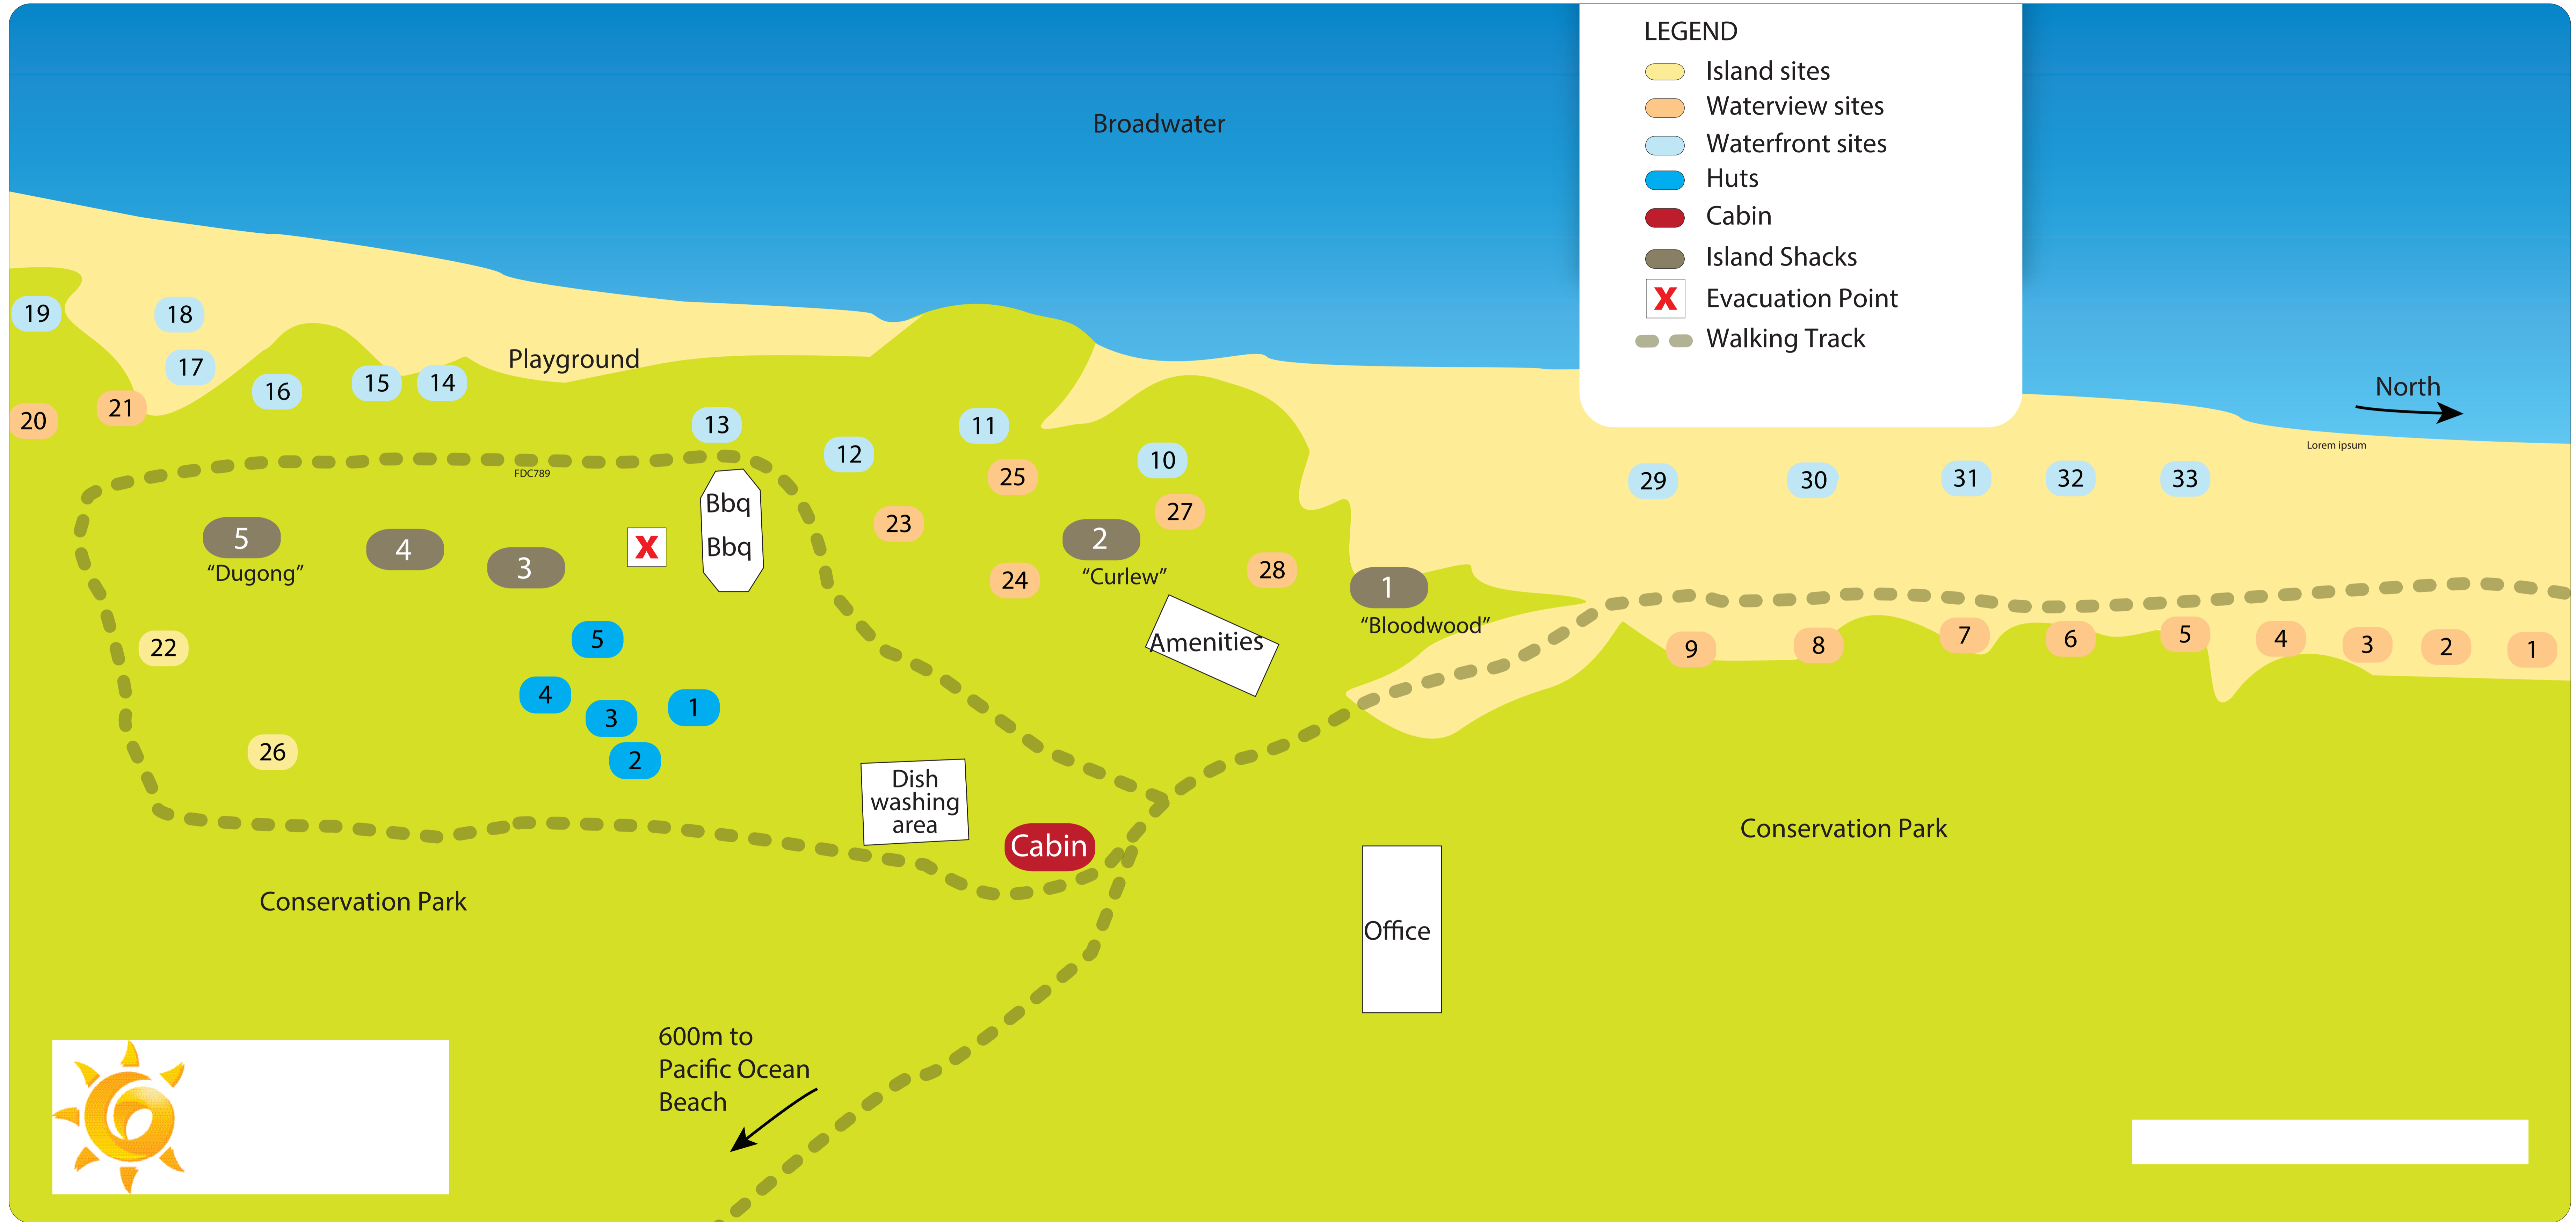 LEGEND
Island sites
Waterview sites
Waterfront sites
Huts
Cabin
Island Shacks
X Evacuation Point
Walking Track
Broadwater
North
Lorem ipsum
19
18
17
16
15
14
Playground
20
21
13
12
11
10
25
27
23
24
28
29
30
31
32
33
FDC789
5
"Dugong"
4
3
X
Bbq
Bbq
2
"Curlew"
1
"Bloodwood"
Amenities
9
8
7
6
5
4
3
2
1
22
26
5
4
3
1
2
Dish
washing
area
Cabin
Office
Conservation Park
Conservation Park
600m to
Pacific Ocean
Beach